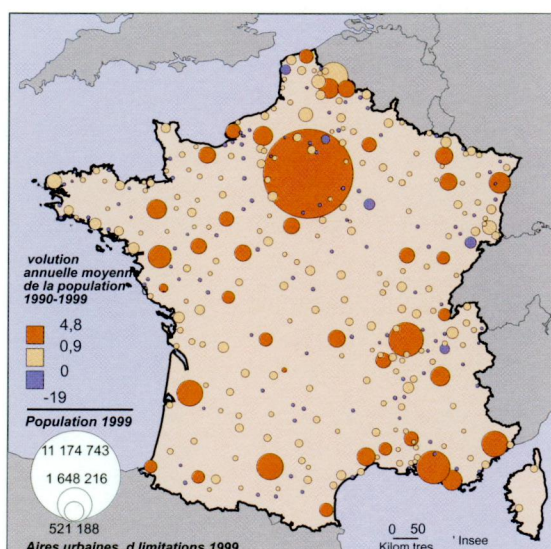 volution
annuelle moyenn
de la population
1990-1999
4,8
0,9
0
-19
Population 1999
11 174 743
1 648 216
521 188
Aires urbaines, d limitations 1999
0 50
Kilom tres
' Insee